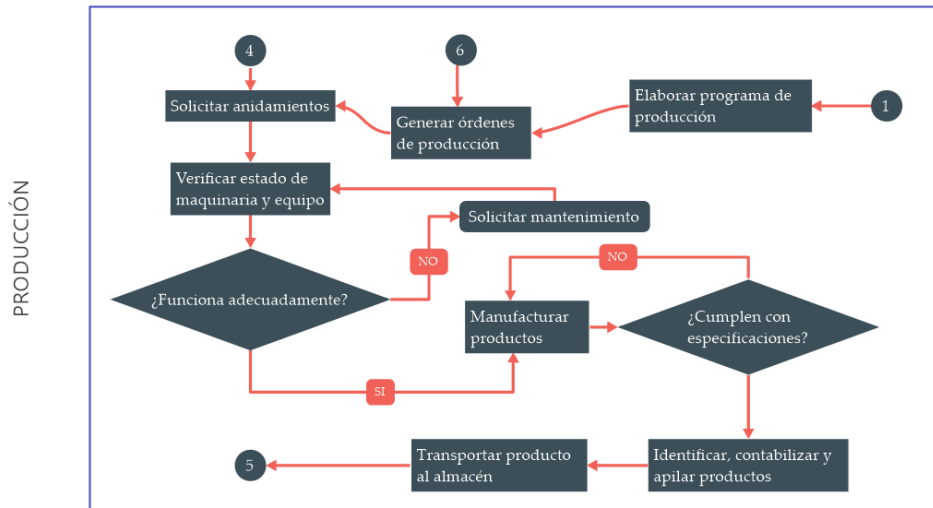 PRODUCCIÓN
4
6
Solicitar anidamientos
Generar órdenes
de producción
Elaborar programa de
producción
1
Verificar estado de
maquinaria y equipo
Solicitar mantenimiento
NO
NO
¿Funciona adecuadamente?
Manufacturar
productos
¿Cumplen con
especificaciones?
SI
5
Transportar producto
al almacén
Identificar, contabilizar y
apilar productos